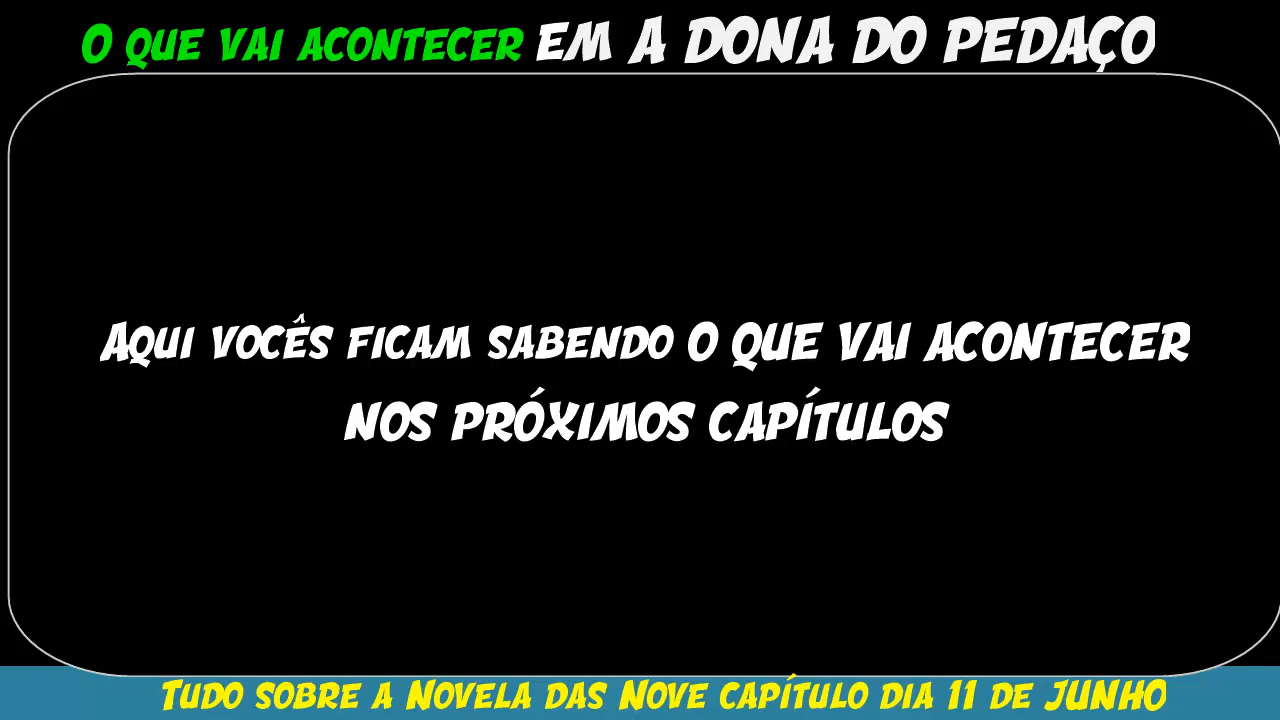 O que vai acontecer em A DONA DO PEDAÇO
Aqui vocês ficam sabendo O QUE VAI ACONTECER
NOS PRÓXIMOS CAPÍTULOS
Tudo sobre a Novela das Nove capítulo dia 11 de JUNHO